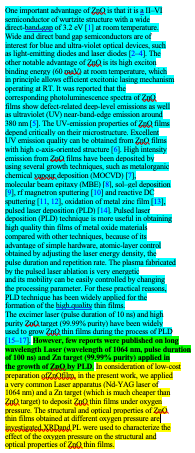 One important advantage of ZnO is that it is a II–VI
semiconductor of wurtzite structure with a wide
direct-bandgap of 3.2 eV [1] at room temperature.
Wide and direct band gap semiconductors are of
interest for blue and ultra-violet optical devices, such
as light-emitting diodes and laser diodes [2–4]. The
other notable advantage of ZnO is its high exciton
binding energy (60 meV) at room temperature, which
in principle allows efficient excitonic lasing mechanism
operating at RT. It was reported that the
corresponding photoluminescence spectra of ZnO
films show defect-related deep-level emissions as well
as ultraviolet (UV) near-band-edge emission around
380 nm [5]. The UV-emission properties of ZnO films
depend critically on their microstructure. Excellent
UV emission quality can be obtained from ZnO films
with high c-axis-oriented structure [6]. High intensity
emission from ZnO films have been deposited by
using several growth techniques, such as metalorganic
chemical vapour deposition (MOCVD) [7],
molecular beam epitaxy (MBE) [8], sol-gel deposition
[9], rf magnetron sputtering [10] and reactive DC
sputtering [11, 12], oxidation of metal zinc film [13],
pulsed laser deposition (PLD) [14]. Pulsed laser
deposition (PLD) technique is more useful in obtaining
high quality thin films of metal oxide materials
compared with other techniques, because of its
advantage of simple hardware, atomic-layer control
obtained by adjusting the laser energy density, the
pulse duration and repetition rate. The plasma fabricated
by the pulsed laser ablation is very energetic
and its mobility can be easily controlled by changing
the processing parameter. For these practical reasons,
PLD technique has been widely applied for the
formation of the high quality thin films.
The excimer laser (pulse duration of 10 ns) and high
purity ZnO target (99.99% purity) have been widely
used to grow ZnO thin films during the process of PLD
[15-17]. However, few reports were published on long
wavelength Laser (wavelength of 1064 nm, pulse duration
of 100 ns) and Zn target (99.99% purity) applied in
the growth of ZnO by PLD. In consideration of low-cost
preparation of ZnO film, in the present work, we applied
a very common Laser apparatus (Nd-YAG laser of
1064 nm) and a Zn target (which is much cheaper than
ZnO target) to deposit ZnO thin films under oxygen
pressure. The structural and optical properties of ZnO
thin films obtained at different oxygen pressure are
investigated. XRD and PL were used to characterize the
effect of the oxygen pressure on the structural and
optical properties of ZnO thin films.